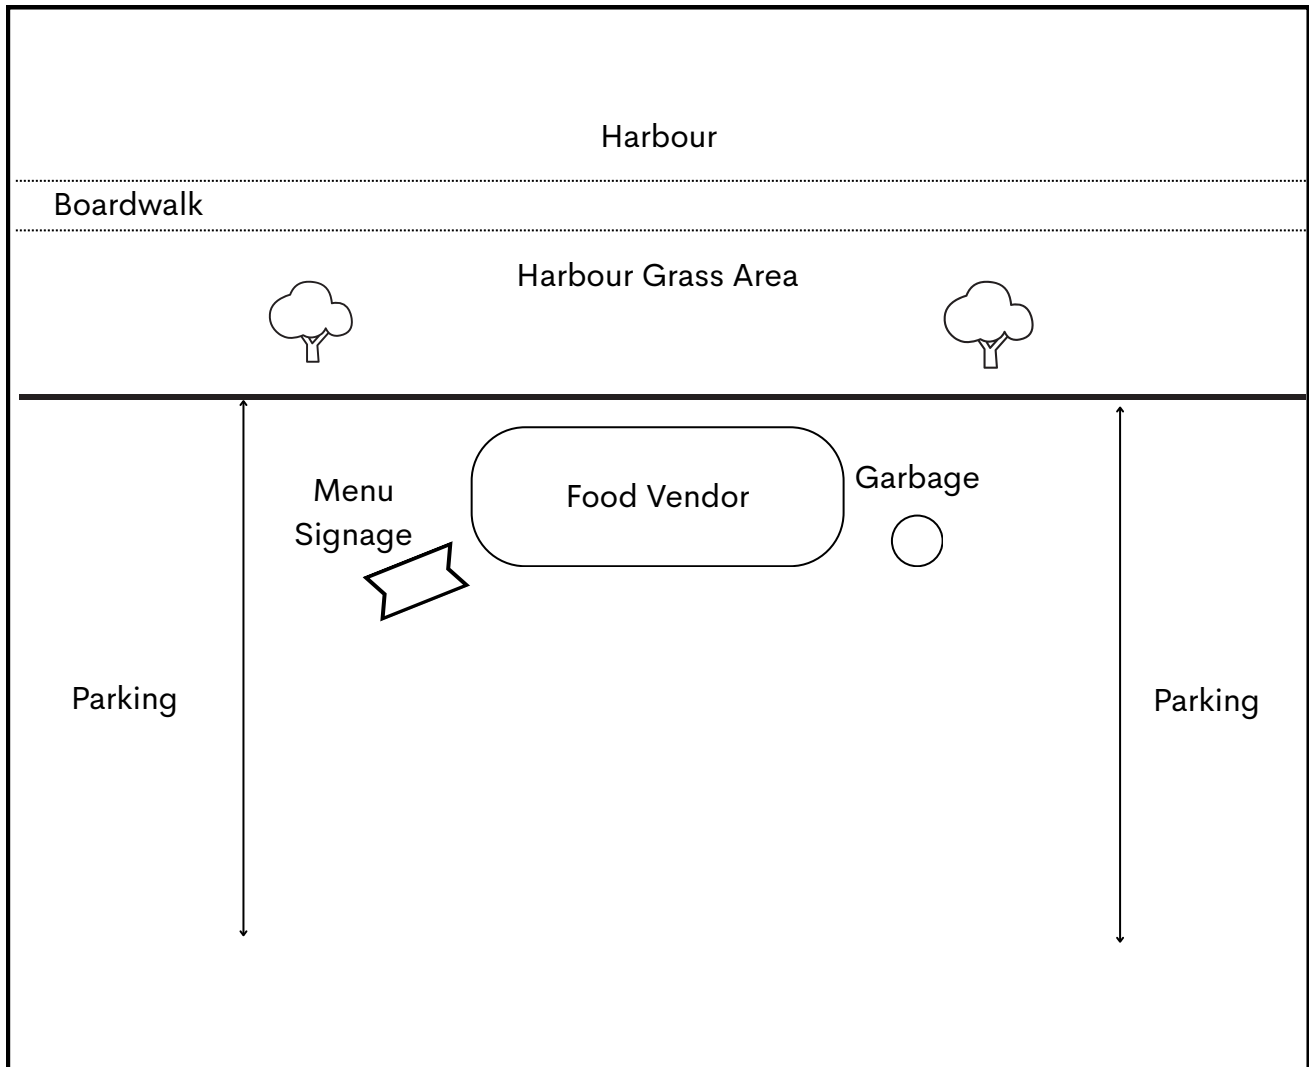 Harbour
Boardwalk
Harbour Grass Area
Menu
Signage
Food Vendor
Garbage
Parking
Parking